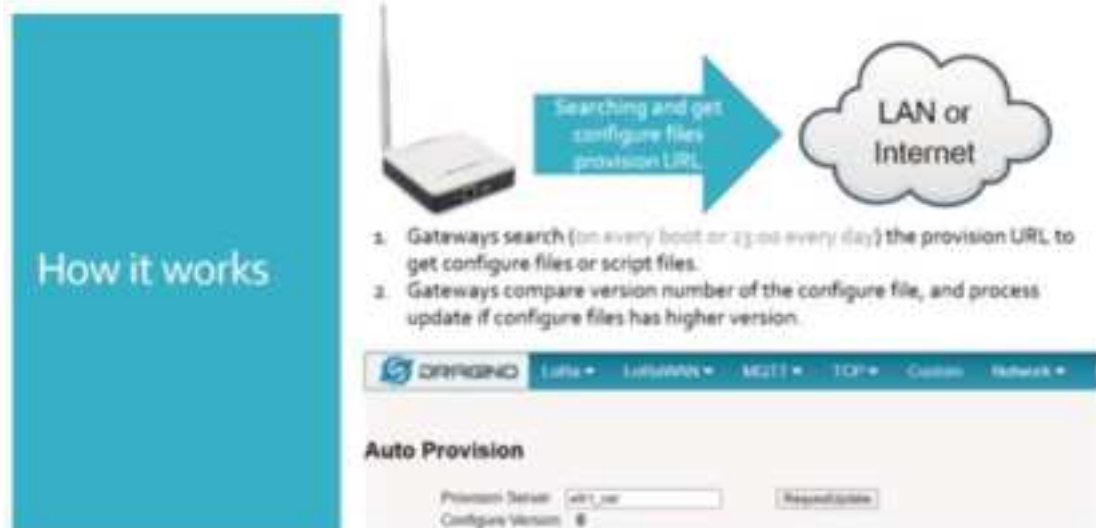 How it works
Searching and get
configure files
provision URL
LAN or
Internet
1. Gateways search (on every boot or 23:00 every day) the provision URL to
get configure files or script files.
2. Gateways compare version number of the configure file, and process
update if configure files has higher version.
DRAGINO LoRa LoRaWAN MQTT TCP Custom Network
Auto Provision
Provision Server
Configure Version